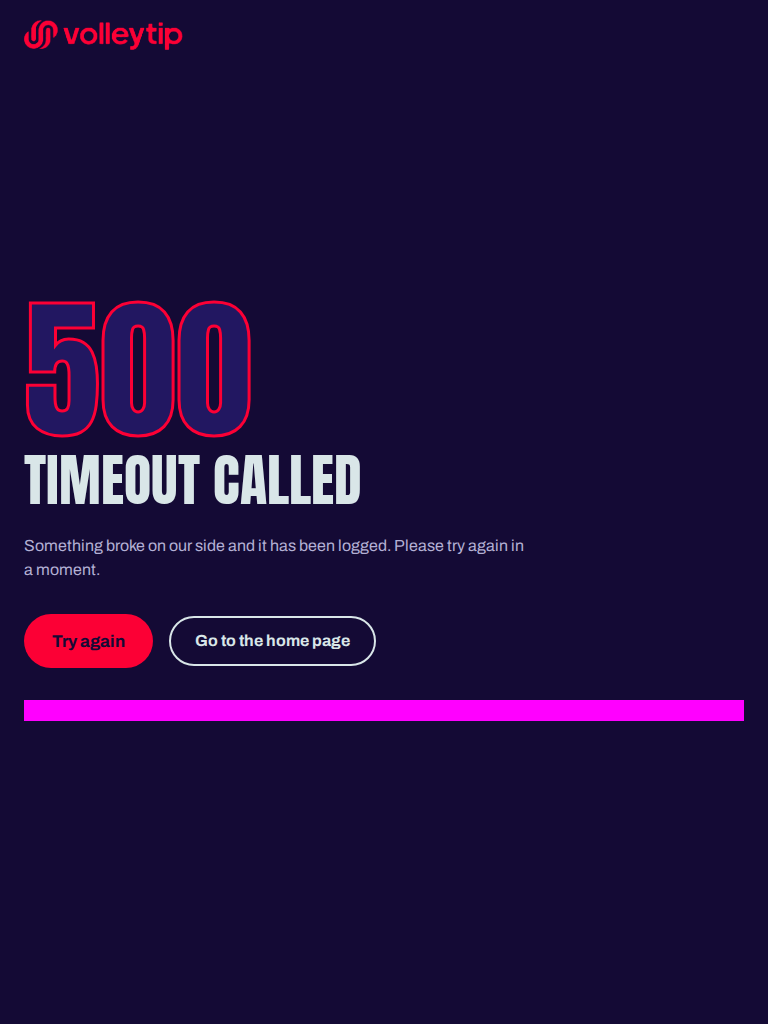 volleytip
500
TIMEOUT CALLED
Something broke on our side and it has been logged. Please try again in
a moment.
Try again
Go to the home page